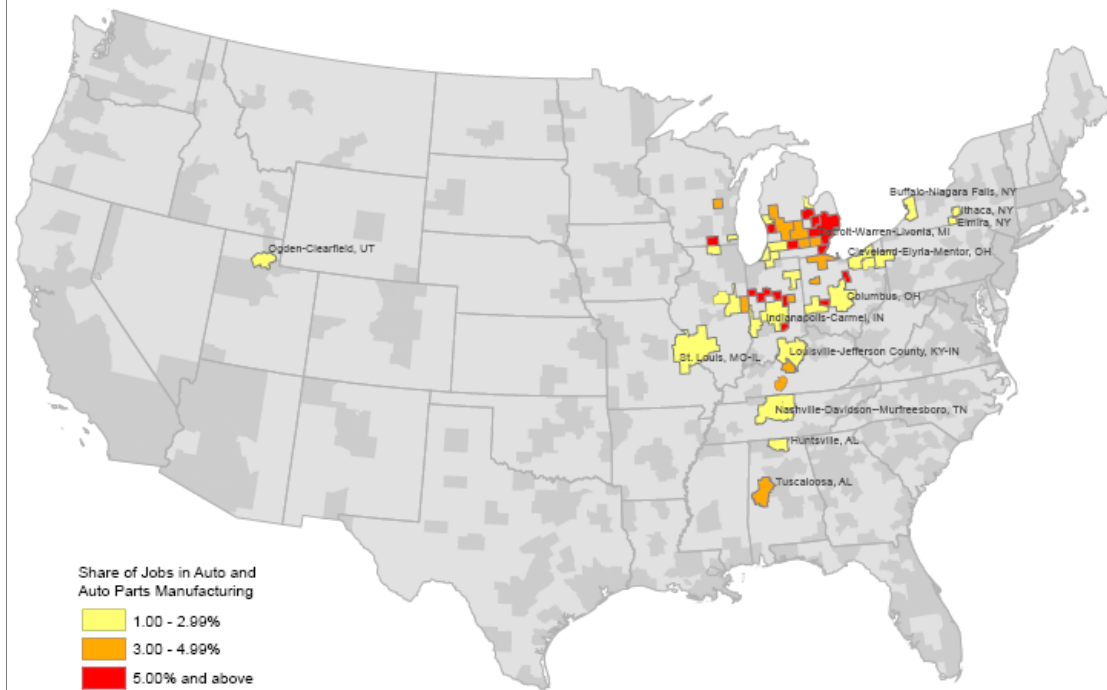 Buffalo-Niagara Falls, NY
Ithaca, NY
Elmira, NY
Detroit-Warren-Livonia, MI
Cleveland-Elyria-Mentor, OH
Ogden-Clearfield, UT
Columbus, OH
Indianapolis-Carmel, IN
St. Louis, MO-IL
Louisville-Jefferson County, KY-IN
Nashville-Davidson--Murfreesboro, TN
Huntsville, AL
Tuscaloosa, AL
Share of Jobs in Auto and
Auto Parts Manufacturing
1.00 - 2.99%
3.00 - 4.99%
5.00% and above